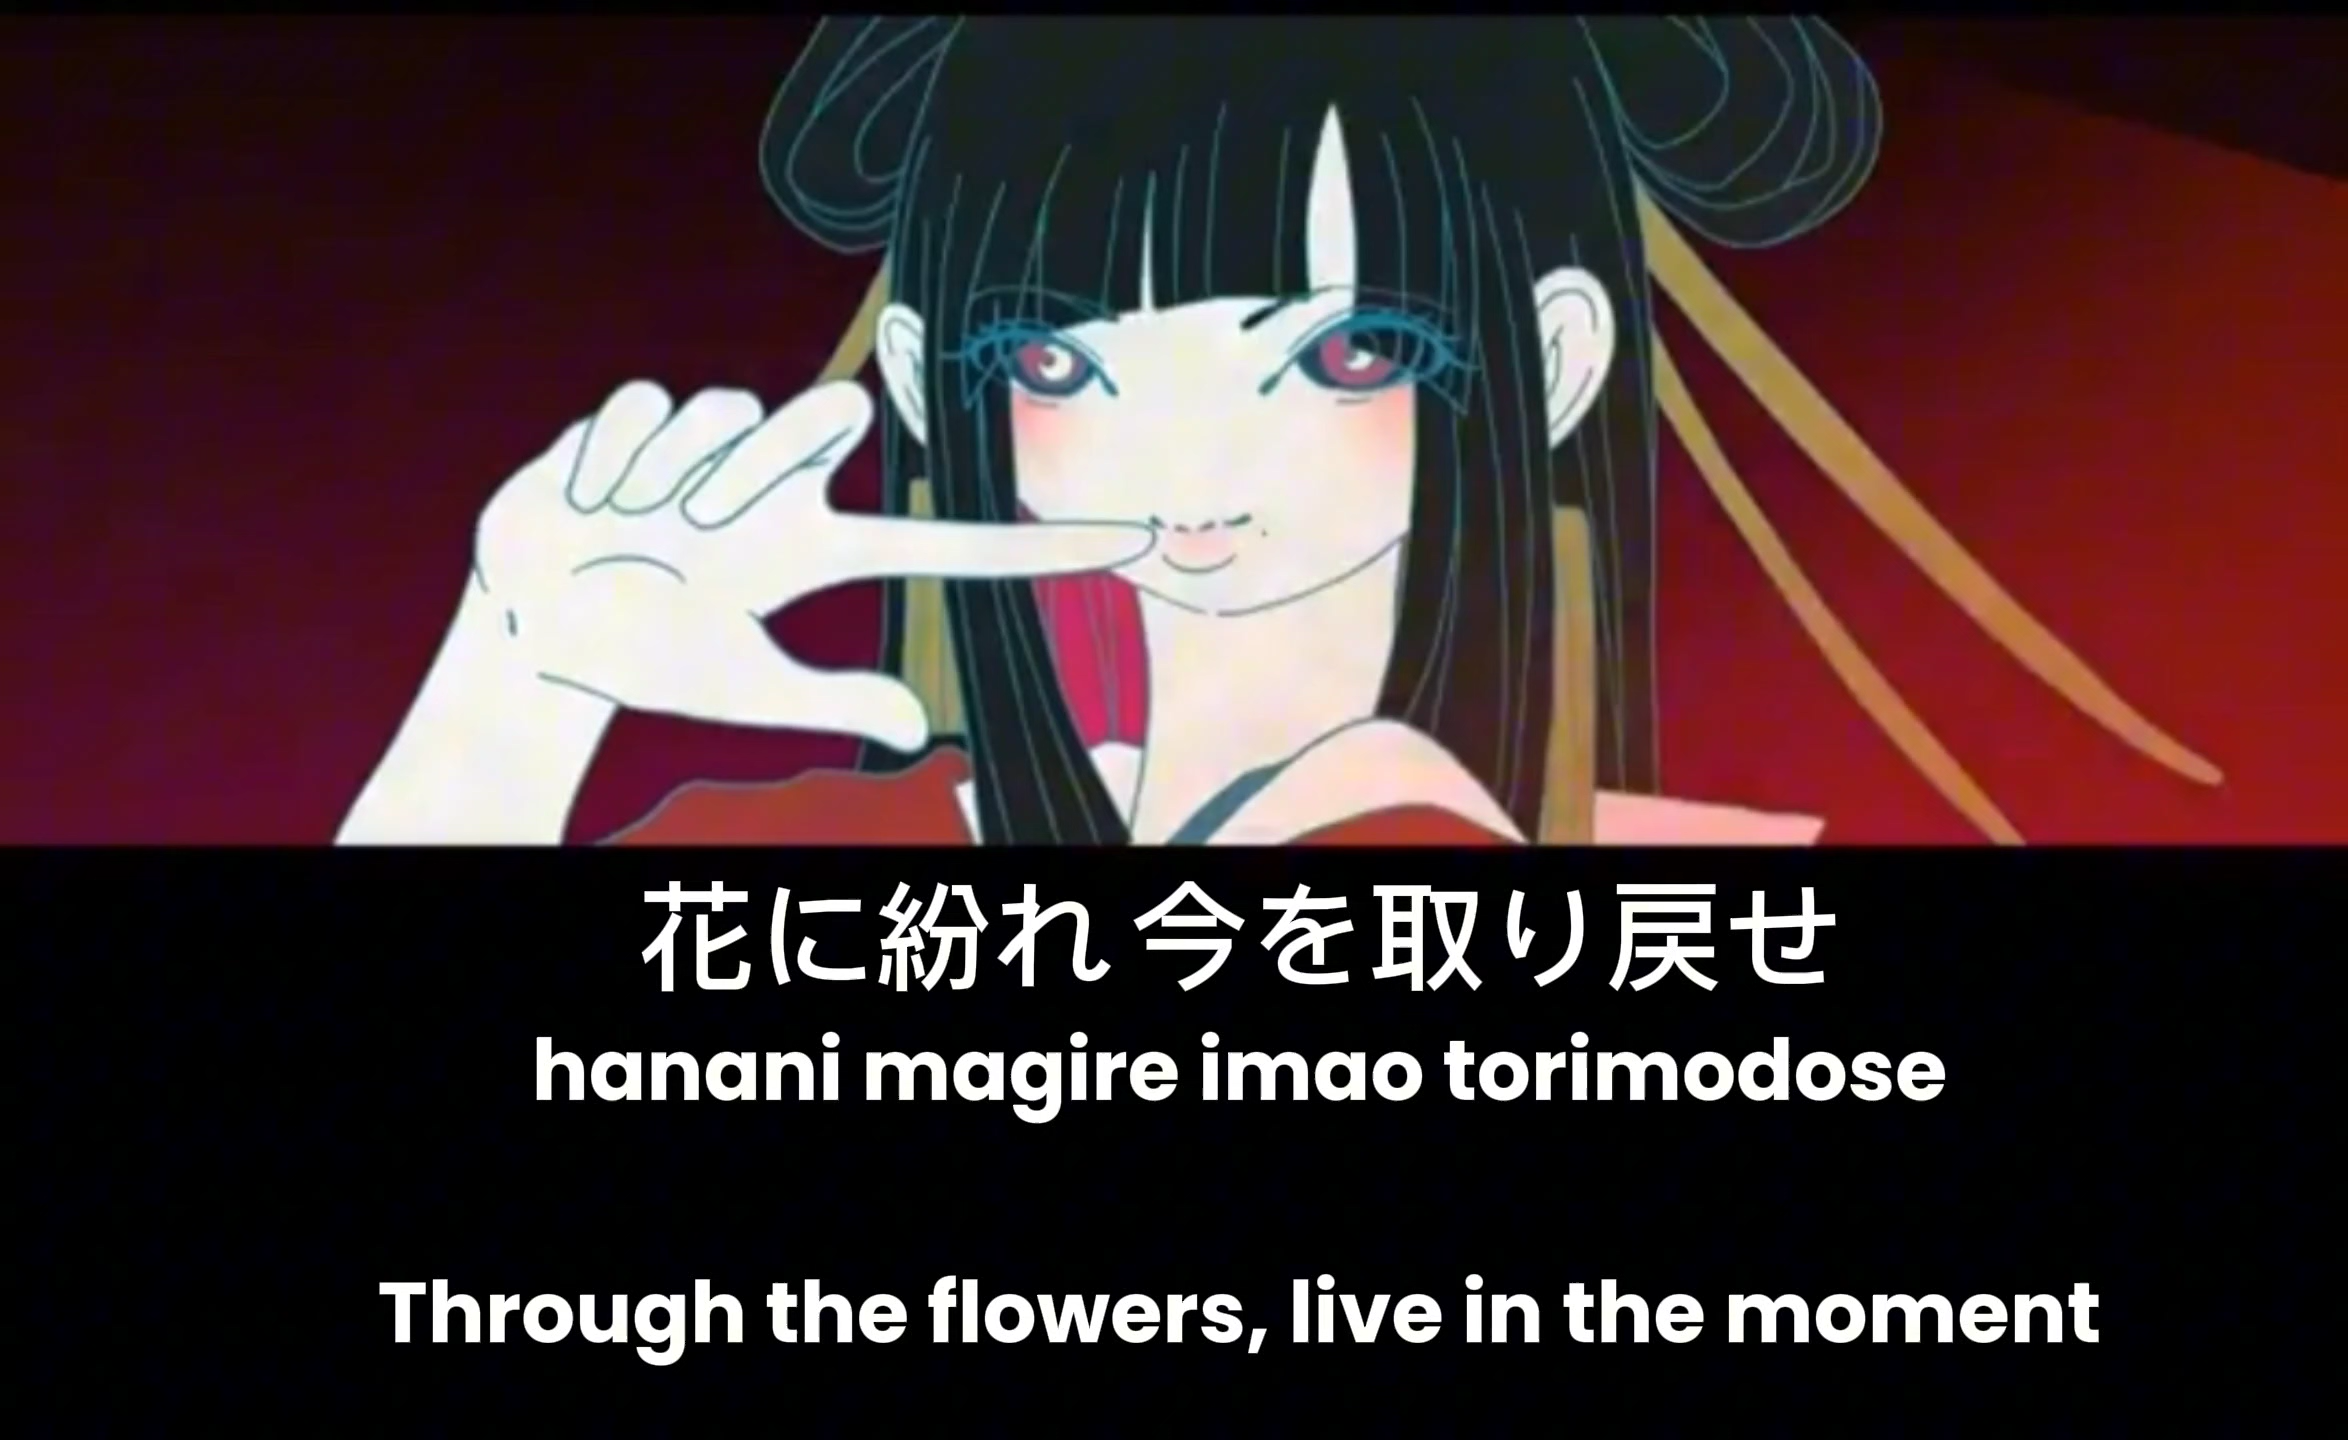 花に紛れ 今を取り戻せ
hanani magire imao torimodose
Through the flowers, live in the moment